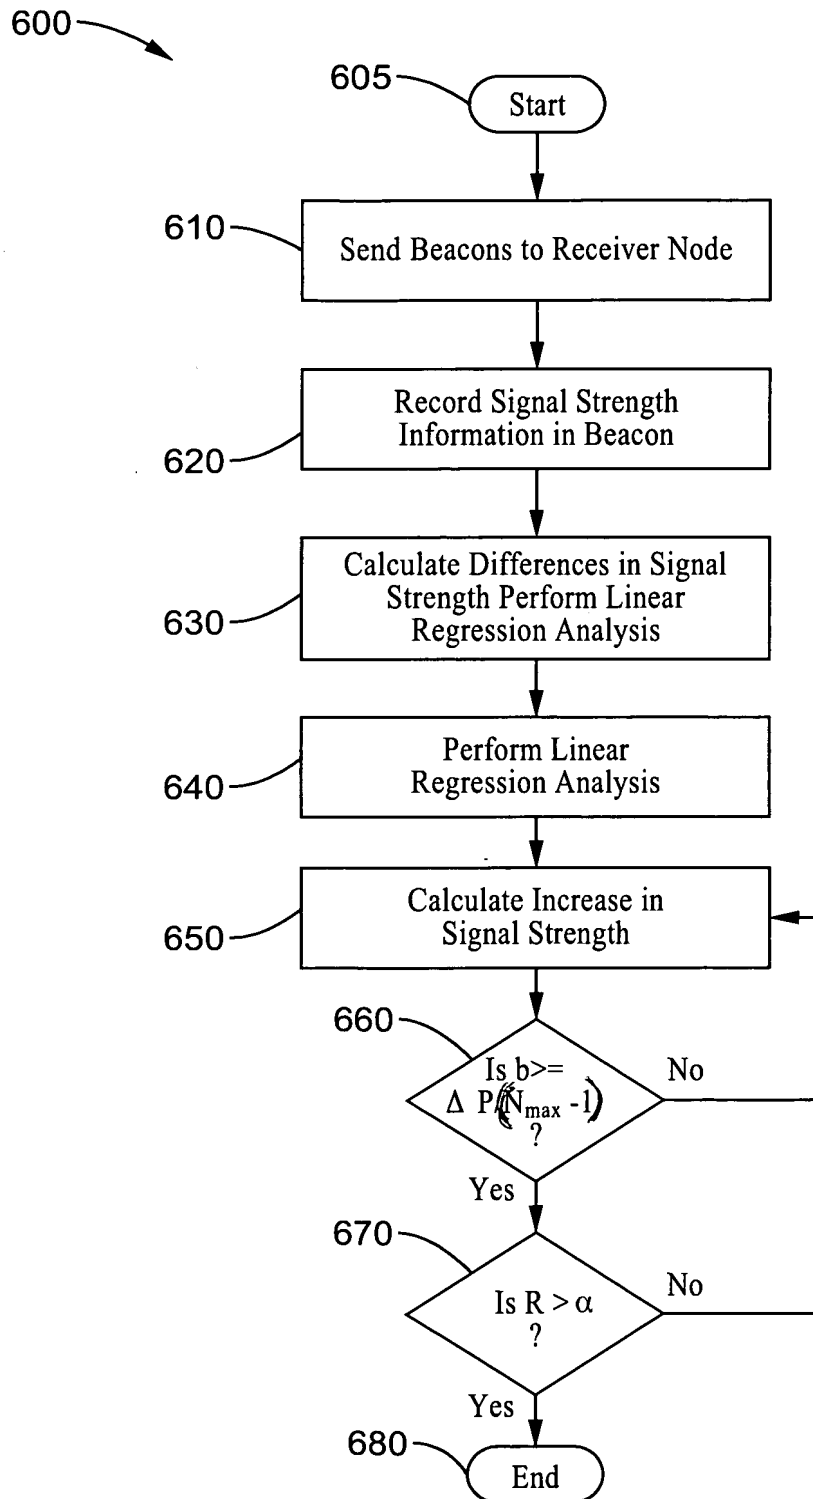 600
605
Start
610
Send Beacons to Receiver Node
620
Record Signal Strength
Information in Beacon
630
Calculate Differences in Signal
Strength Perform Linear
Regression Analysis
640
Perform Linear
Regression Analysis
650
Calculate Increase in
Signal Strength
660
Is b>=
Δ P/(Nmax -1)
?
No
Yes
670
Is R > α
?
No
Yes
680
End